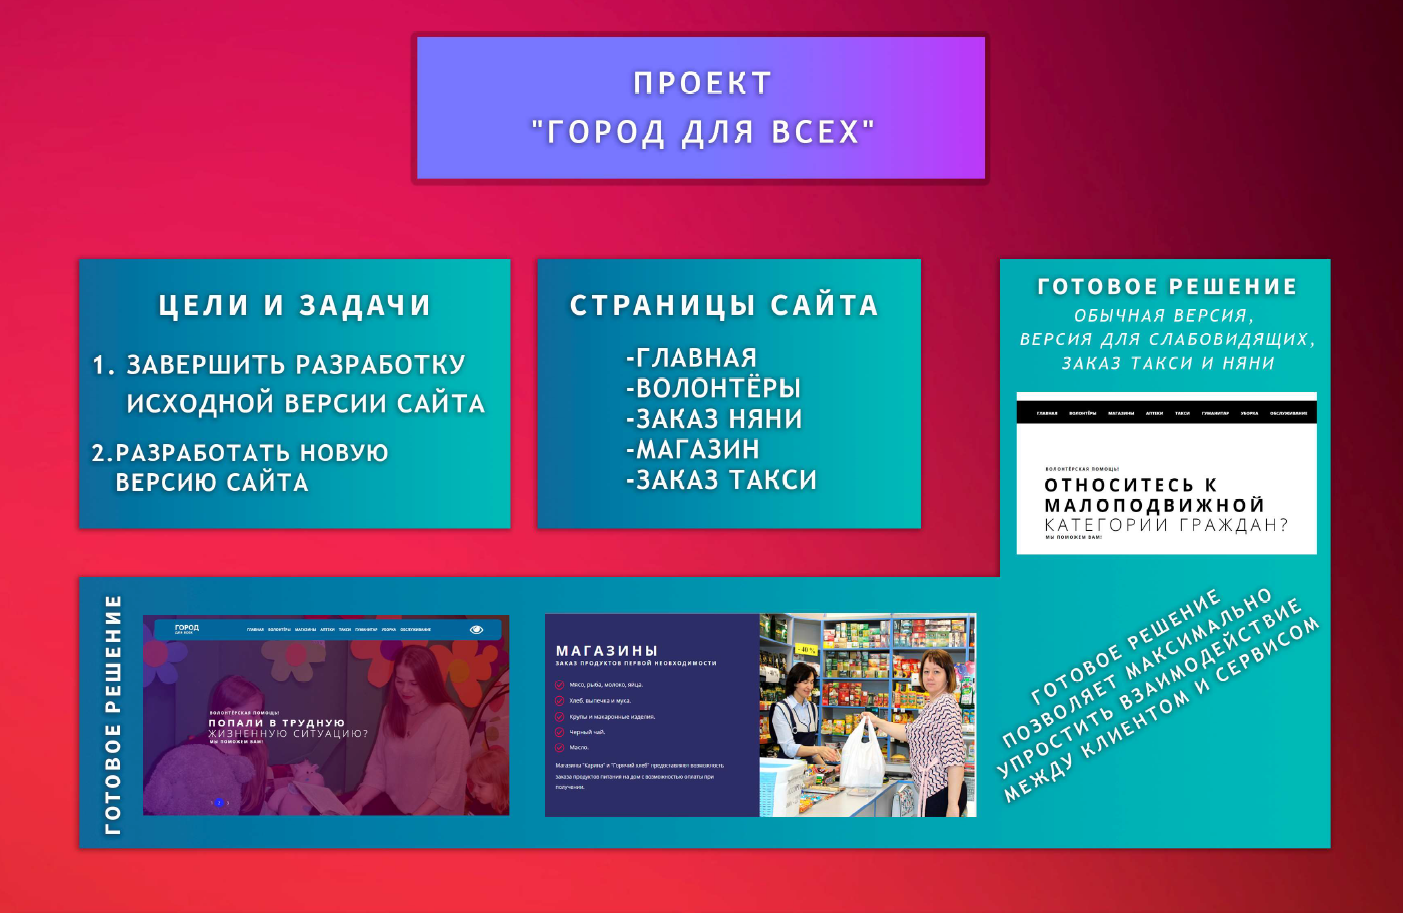 ПРОЕКТ
"ГОРОД ДЛЯ ВСЕХ"
ЦЕЛИ И ЗАДАЧИ
1. ЗАВЕРШИТЬ РАЗРАБОТКУ
ИСХОДНОЙ ВЕРСИИ САЙТА
2.РАЗРАБОТАТЬ НОВУЮ
ВЕРСИЮ САЙТА
СТРАНИЦЫ САЙТА
-ГЛАВНАЯ
-ВОЛОНТЁРЫ
-ЗАКАЗ НЯНИ
-МАГАЗИН
-ЗАКАЗ ТАКСИ
ГОТОВОЕ РЕШЕНИЕ
ОБЫЧНАЯ ВЕРСИЯ,
ВЕРСИЯ ДЛЯ СЛАБОВИДЯЩИХ,
ЗАКАЗ ТАКСИ И НЯНИ
ГЛАВНАЯ ВОЛОНТЁРЫ МАГАЗИНЫ АПТЕКИ ТАКСИ ГУМАНИТАР УБОРКА ОБСЛУЖИВАНИЕ
ВОЛОНТЁРСКАЯ ПОМОЩЬ!
ОТНОСИТЕСЬ К
МАЛОПОДВИЖНОЙ
КАТЕГОРИИ ГРАЖДАН?
МЫ ПОМОЖЕМ ВАМ!
ГОТОВОЕ РЕШЕНИЕ
ГОРОД
ДЛЯ ВСЕХ
ГЛАВНАЯ ВОЛОНТЁРЫ МАГАЗИНЫ АПТЕКИ ТАКСИ ГУМАНИТАР УБОРКА ОБСЛУЖИВАНИЕ
ВОЛОНТЁРСКАЯ ПОМОЩЬ!
ПОПАЛИ В ТРУДНУЮ
ЖИЗНЕННУЮ СИТУАЦИЮ?
МЫ ПОМОЖЕМ ВАМ!
МАГАЗИНЫ
ЗАКАЗ ПРОДУКТОВ ПЕРВОЙ НЕОБХОДИМОСТИ
Мясо, рыба, молоко, яйца.
Хлеб, выпечка и мука.
Крупы и макаронные изделия.
Черный чай.
Масло.
Магазины "Карина" и "Горячий хлеб" предоставляют возможность
заказа продуктов питания на дом с возможностью оплаты при
получении.
- 40 %
ГОТОВОЕ РЕШЕНИЕ
ПОЗВОЛЯЕТ МАКСИМАЛЬНО
УПРОСТИТЬ ВЗАИМОДЕЙСТВИЕ
МЕЖДУ КЛИЕНТОМ И СЕРВИСОМ